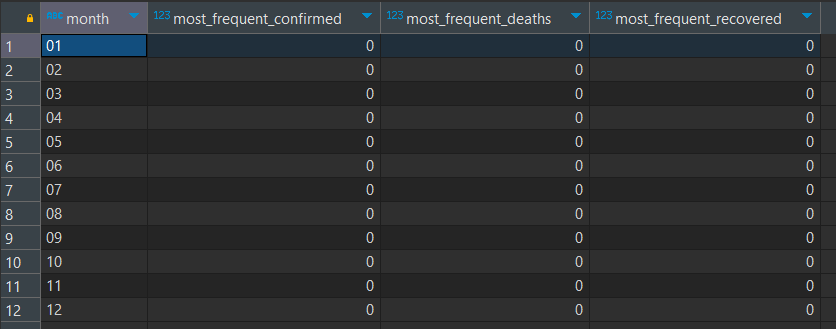 ABC month 123 most_frequent_confirmed 123 most_frequent_deaths 123 most_frequent_recovered
1 01 0 0 0
2 02 0 0 0
3 03 0 0 0
4 04 0 0 0
5 05 0 0 0
6 06 0 0 0
7 07 0 0 0
8 08 0 0 0
9 09 0 0 0
10 10 0 0 0
11 11 0 0 0
12 12 0 0 0